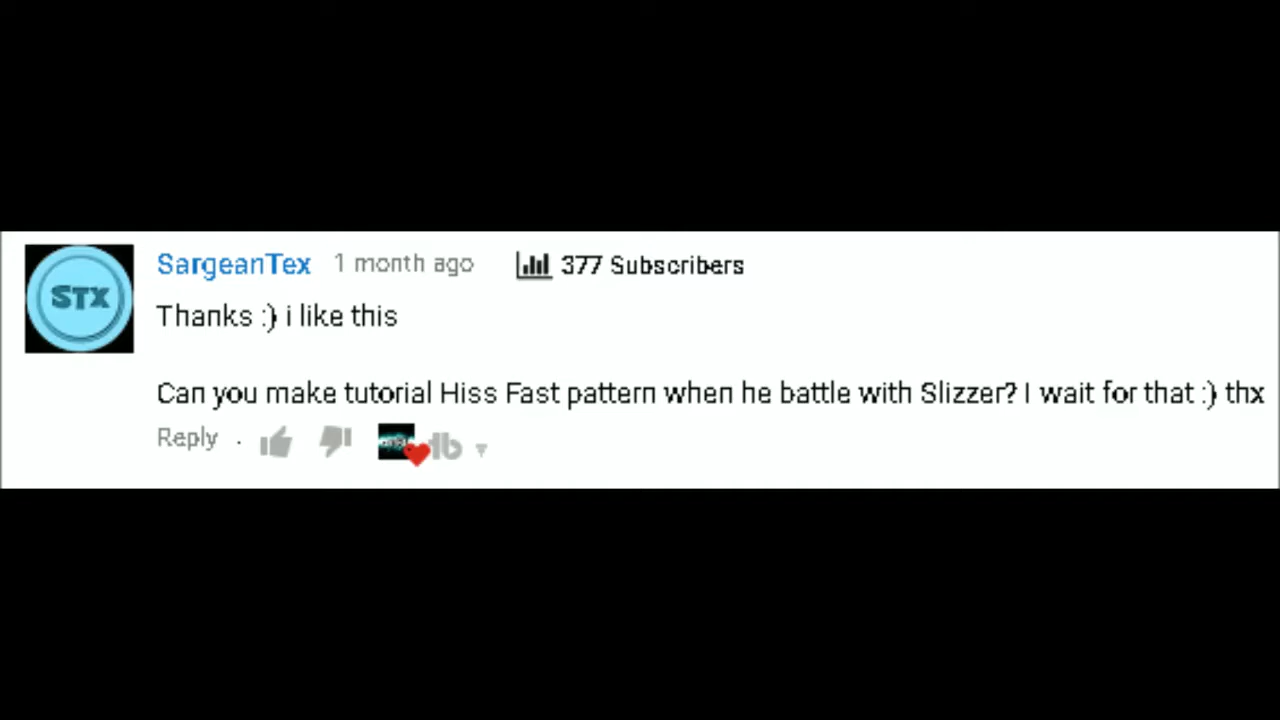 STX
SargeanTex 1 month ago 377 Subscribers
Thanks :) i like this
Can you make tutorial Hiss Fast pattern when he battle with Slizzer? I wait for that :) thx
Reply · tb